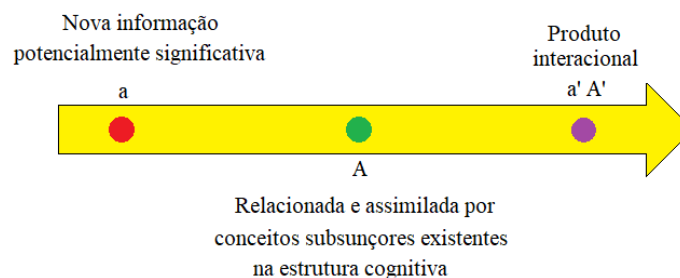 Nova informação
potencialmente significativa
a
Produto
interacional
a' A'
A
Relacionada e assimilada por
conceitos subsunçores existentes
na estrutura cognitiva